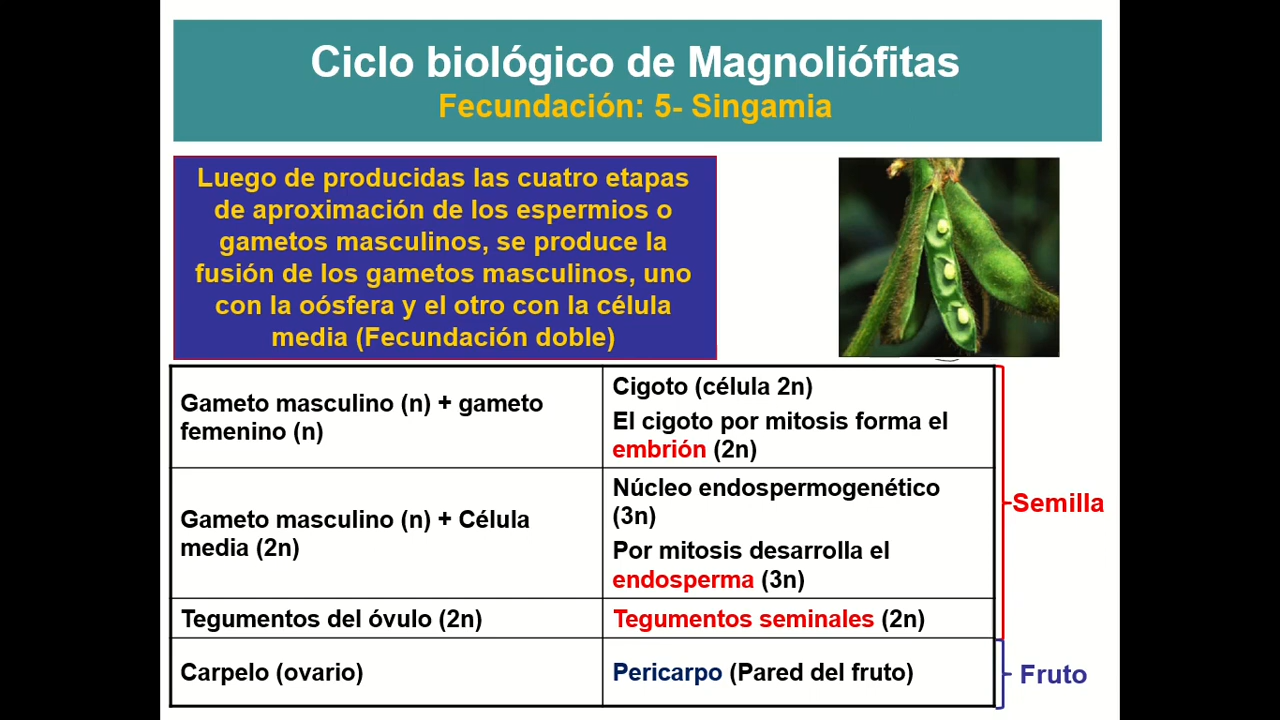 Ciclo biológico de Magnoliófitas
Fecundación: 5- Singamia
Luego de producidas las cuatro etapas
de aproximación de los espermios o
gametos masculinos, se produce la
fusión de los gametos masculinos, uno
con la oósfera y el otro con la célula
media (Fecundación doble)
Gameto masculino (n) + gameto
femenino (n)
Cigoto (célula 2n)
El cigoto por mitosis forma el
embrión (2n)
Gameto masculino (n) + Célula
media (2n)
Núcleo endospermogenético
(3n)
Por mitosis desarrolla el
endosperma (3n)
Tegumentos del óvulo (2n)
Tegumentos seminales (2n)
Semilla
Carpelo (ovario)
Pericarpo (Pared del fruto)
Fruto